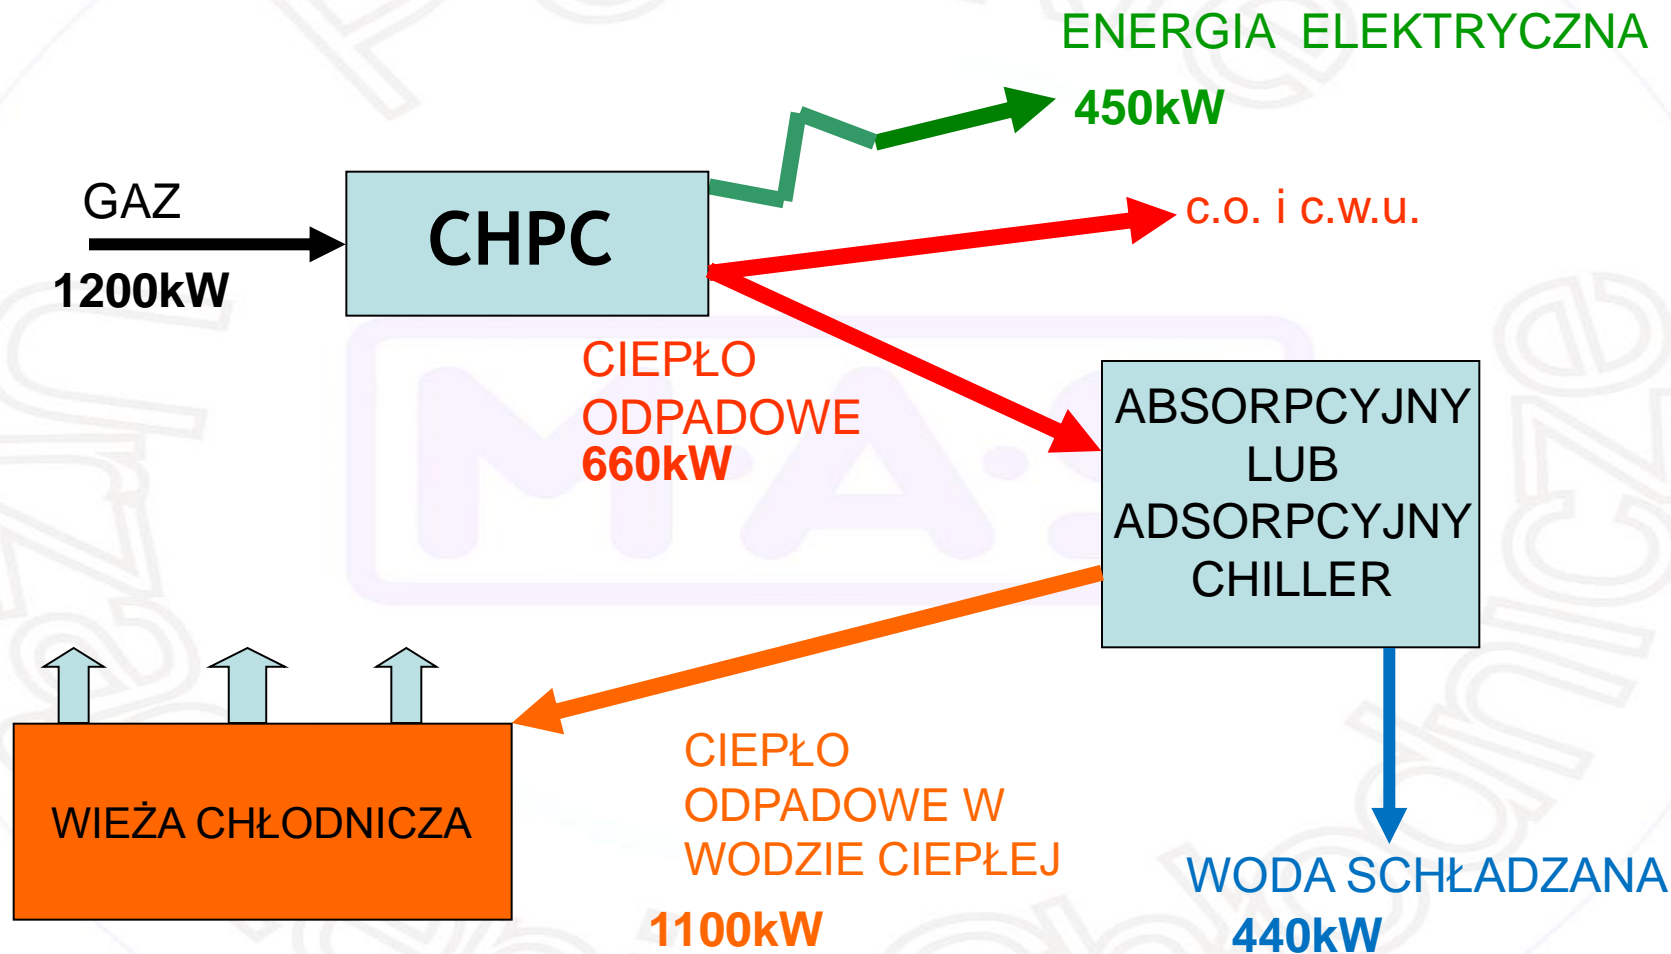 ENERGIA ELEKTRYCZNA
450kW
GAZ
1200kW
CHPC
c.o. i c.w.u.
CIEPŁO
ODPADOWE
660kW
ABSORPCYJNY
LUB
ADSORPCYJNY
CHILLER
WIEŻA CHŁODNICZA
CIEPŁO
ODPADOWE W
WODZIE CIEPŁEJ
1100kW
WODA SCHŁADZANA
440kW